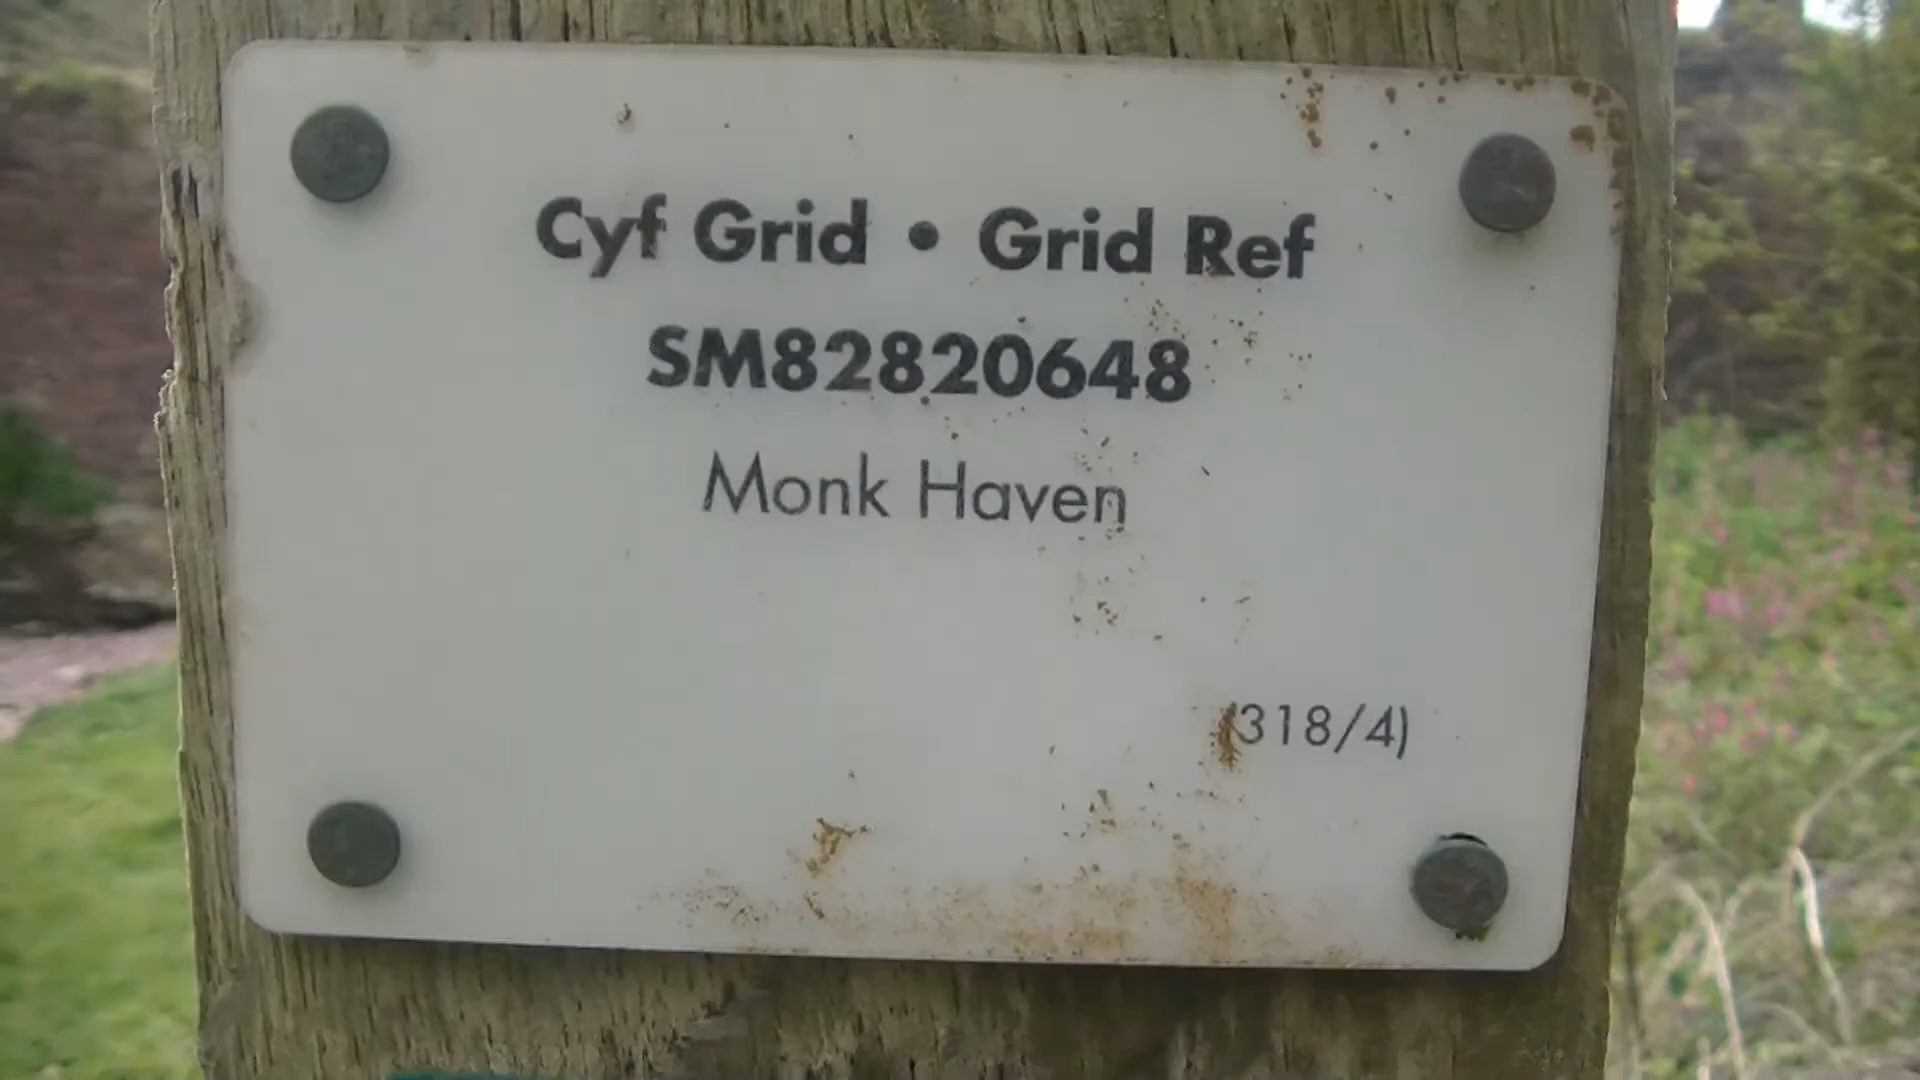 Cyf Grid • Grid Ref
SM82820648
Monk Haven
(318/4)